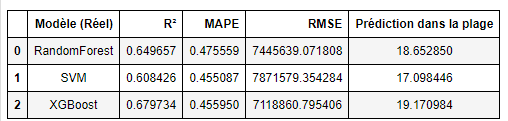 Modèle (Réel) R² MAPE RMSE Prédiction dans la plage
0 RandomForest 0.649657 0.475559 7445639.071808 18.652850
1 SVM 0.608426 0.455087 7871579.354284 17.098446
2 XGBoost 0.679734 0.455950 7118860.795406 19.170984